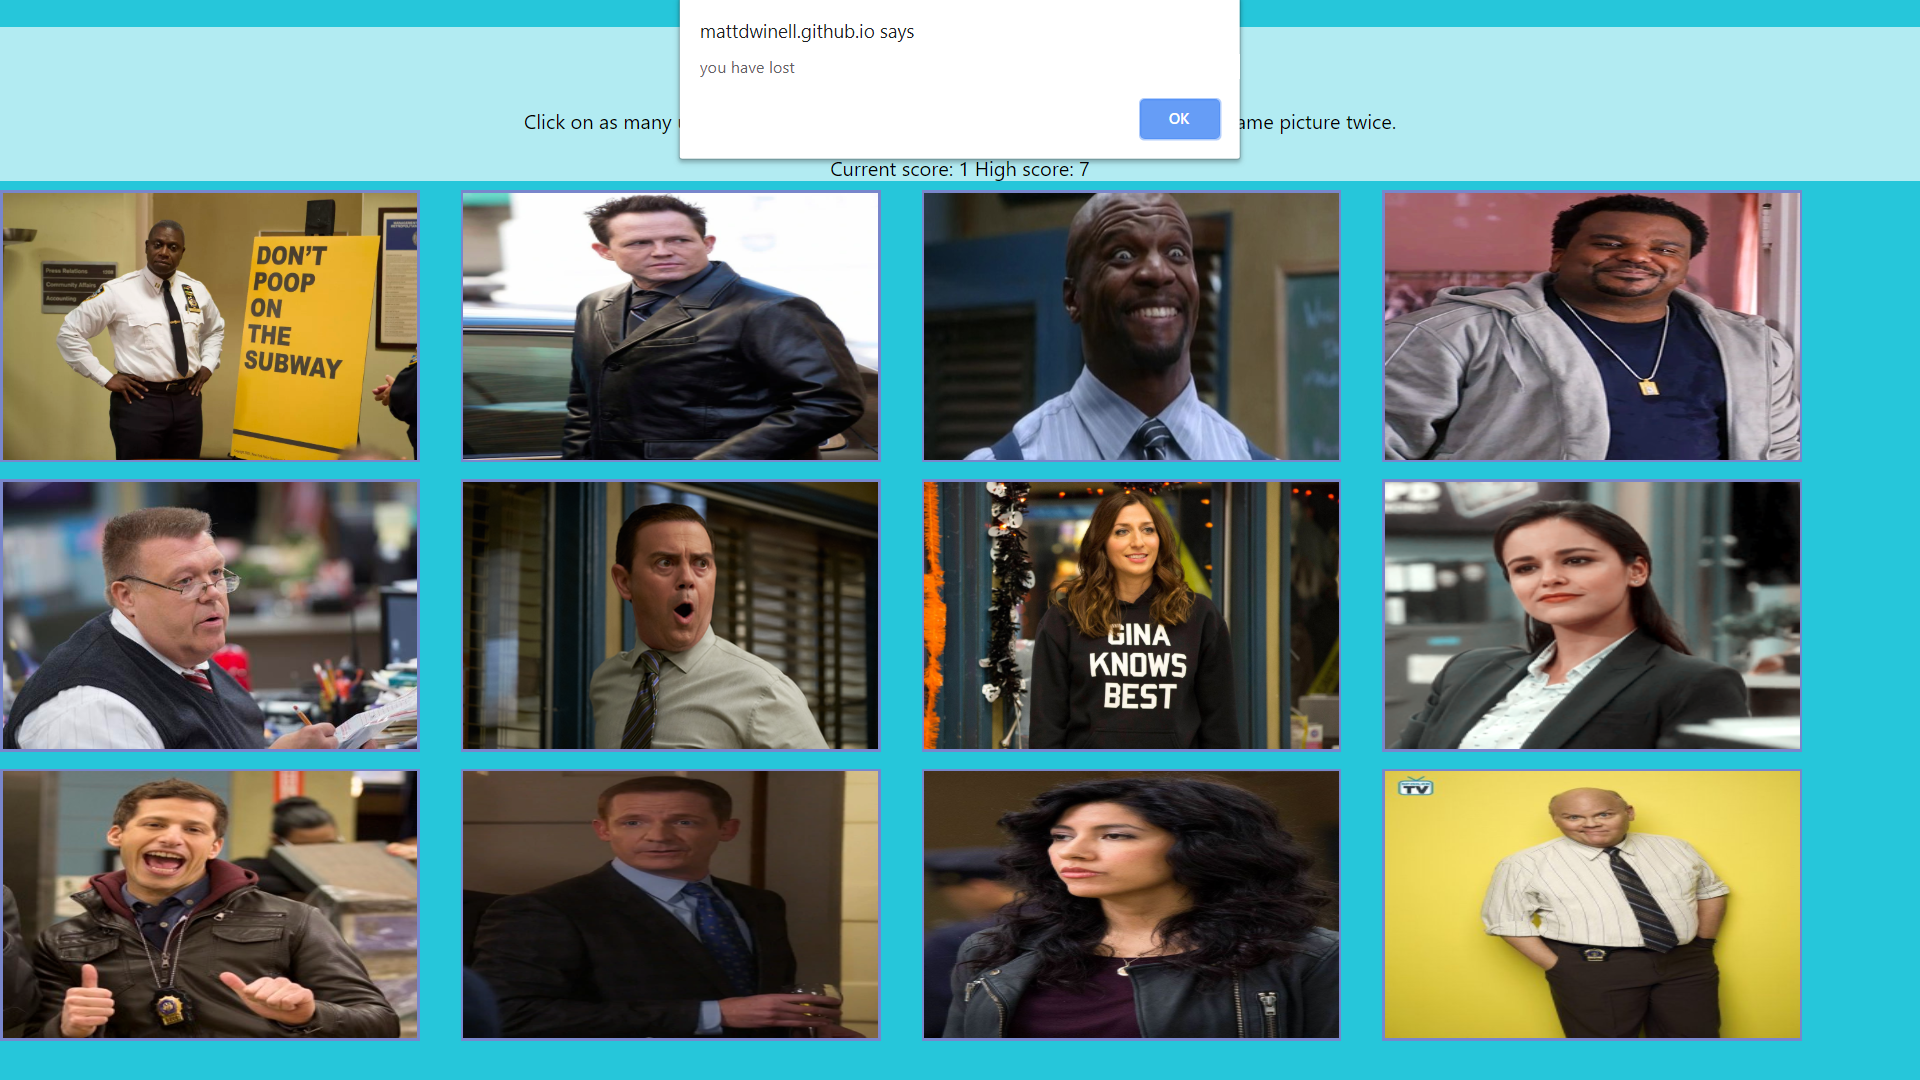 mattdwinell.github.io says
you have lost
OK
Click on as many
ame picture twice.
Current score: 1 High score: 7
Press Relations
Community Affairs
Accounting
DON'T
POOP
ON
THE
SUBWAY
GINA
KNOWS
BEST
TV